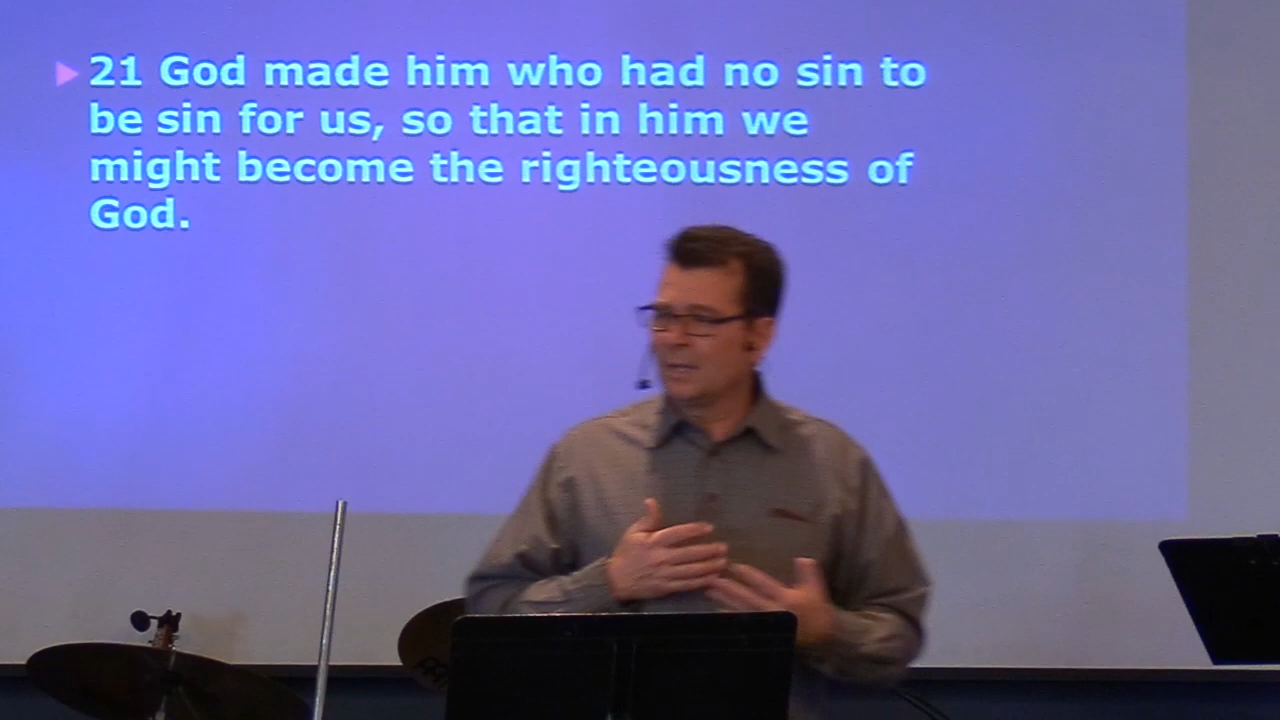 21 God made him who had no sin to
be sin for us, so that in him we
might become the righteousness of
God.